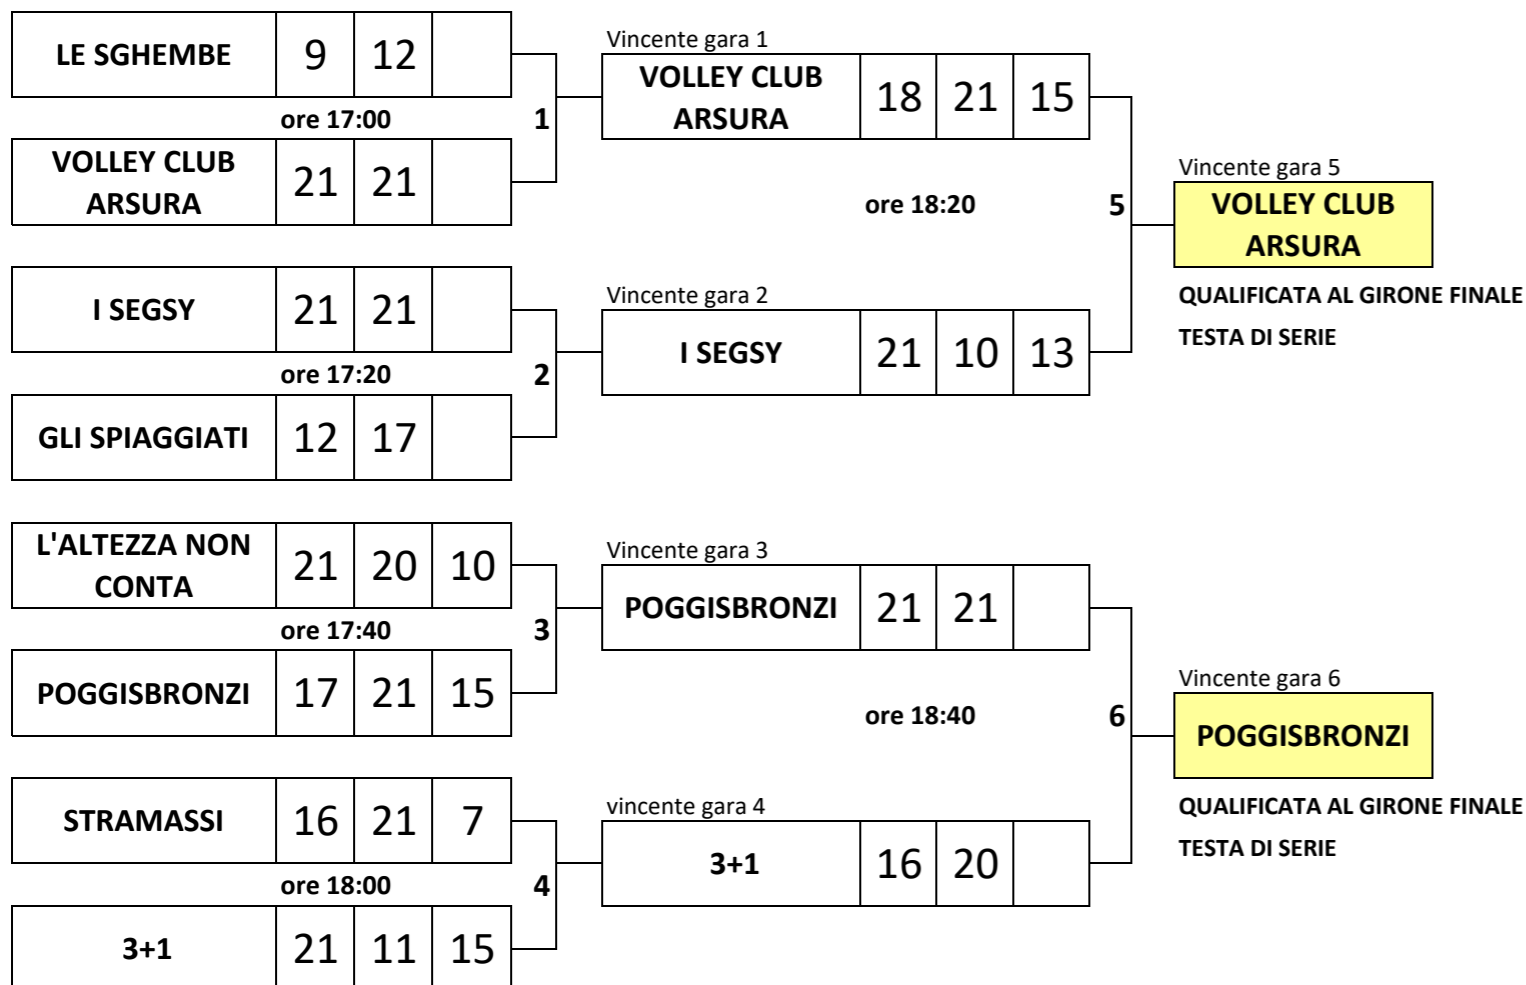 LE SGHEMBE 9 12
ore 17:00 1
VOLLEY CLUB
ARSURA 21 21
I SEGSY 21 21
ore 17:20 2
GLI SPIAGGIATI 12 17
L'ALTEZZA NON
CONTA 21 20 10
ore 17:40 3
POGGISBRONZI 17 21 15
STRAMASSI 16 21 7
ore 18:00 4
3+1 21 11 15
Vincente gara 1
VOLLEY CLUB
ARSURA 18 21 15
ore 18:20 5
Vincente gara 2
I SEGSY 21 10 13
Vincente gara 3
POGGISBRONZI 21 21
ore 18:40 6
vincente gara 4
3+1 16 20
Vincente gara 5
VOLLEY CLUB
ARSURA
QUALIFICATA AL GIRONE FINALE
TESTA DI SERIE
Vincente gara 6
POGGISBRONZI
QUALIFICATA AL GIRONE FINALE
TESTA DI SERIE